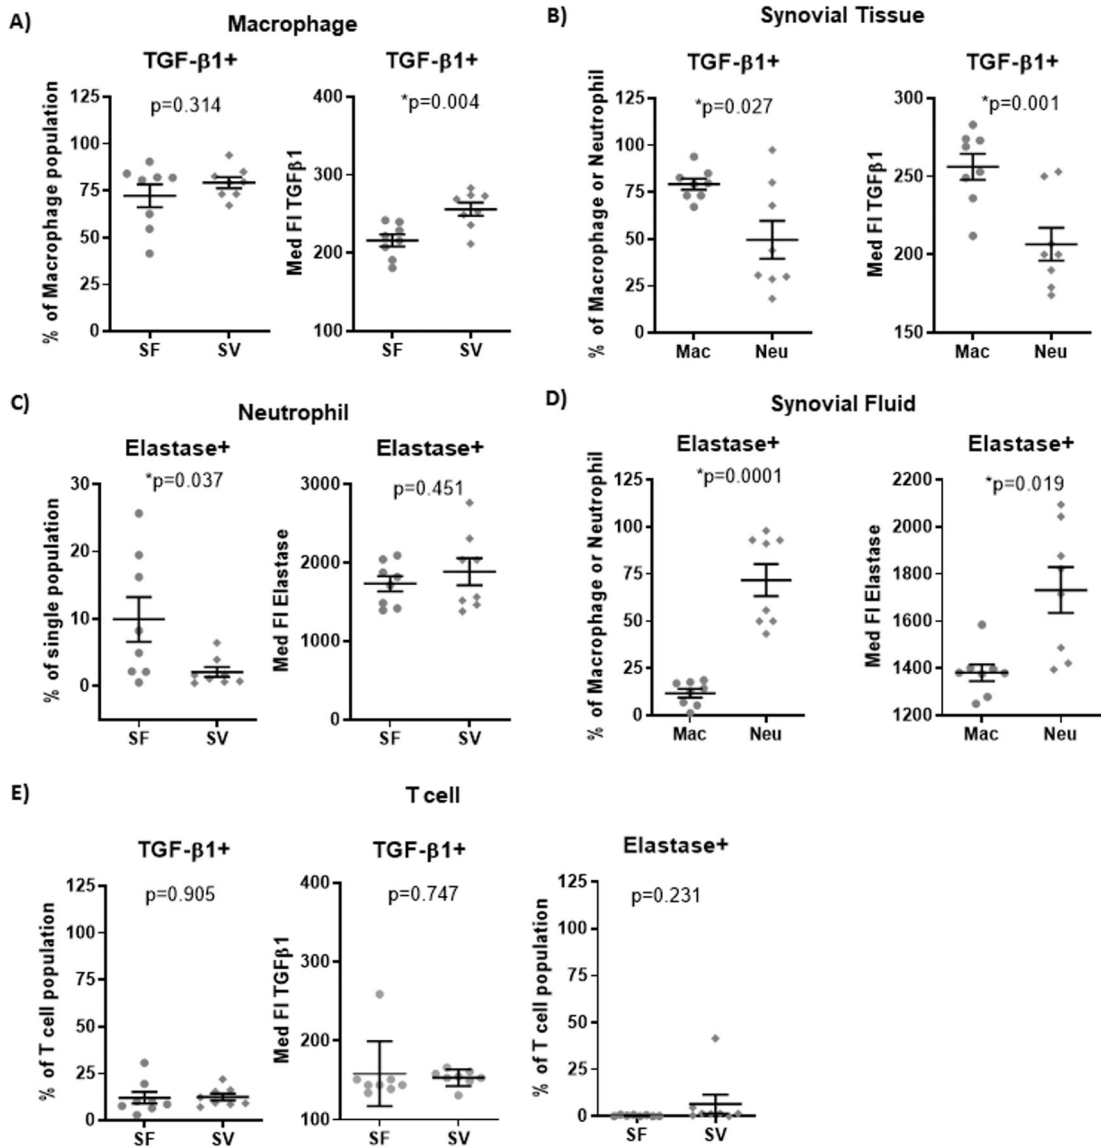 A)
Macrophage
TGF-β1+
p=0.314
% of Macrophage population
125
100
75
50
25
0
SF
SV
TGF-β1+
*p=0.004
Med FI TGFβ1
400
300
200
100
SF
SV
B)
Synovial Tissue
TGF-β1+
*p=0.027
% of Macrophage or Neutrophil
125
100
75
50
25
0
Mac
Neu
TGF-β1+
*p=0.001
Med FI TGFβ1
300
250
200
150
Mac
Neu
C)
Neutrophil
Elastase+
*p=0.037
% of single population
30
20
10
0
SF
SV
Elastase+
p=0.451
Med FI Elastase
3000
2000
1000
0
SF
SV
D)
Synovial Fluid
Elastase+
*p=0.0001
% of Macrophage or Neutrophil
125
100
75
50
25
0
Mac
Neu
Elastase+
*p=0.019
Med FI Elastase
2200
2000
1800
1600
1400
1200
Mac
Neu
E)
T cell
TGF-β1+
p=0.905
% of T cell population
125
100
75
50
25
0
SF
SV
TGF-β1+
p=0.747
Med FI TGFβ1
400
300
200
100
SF
SV
Elastase+
p=0.231
% of T cell population
125
100
75
50
25
0
SF
SV